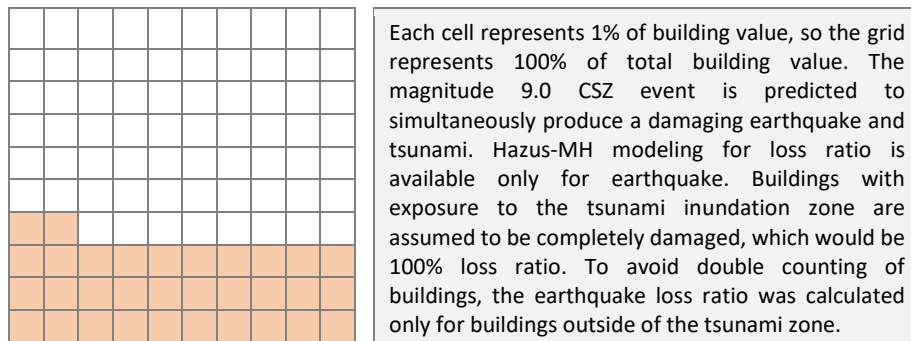 Each cell represents 1% of building value, so the grid
represents 100% of total building value. The
magnitude 9.0 CSZ event is predicted to
simultaneously produce a damaging earthquake and
tsunami. Hazus-MH modeling for loss ratio is
available only for earthquake. Buildings with
exposure to the tsunami inundation zone are
assumed to be completely damaged, which would be
100% loss ratio. To avoid double counting of
buildings, the earthquake loss ratio was calculated
only for buildings outside of the tsunami zone.